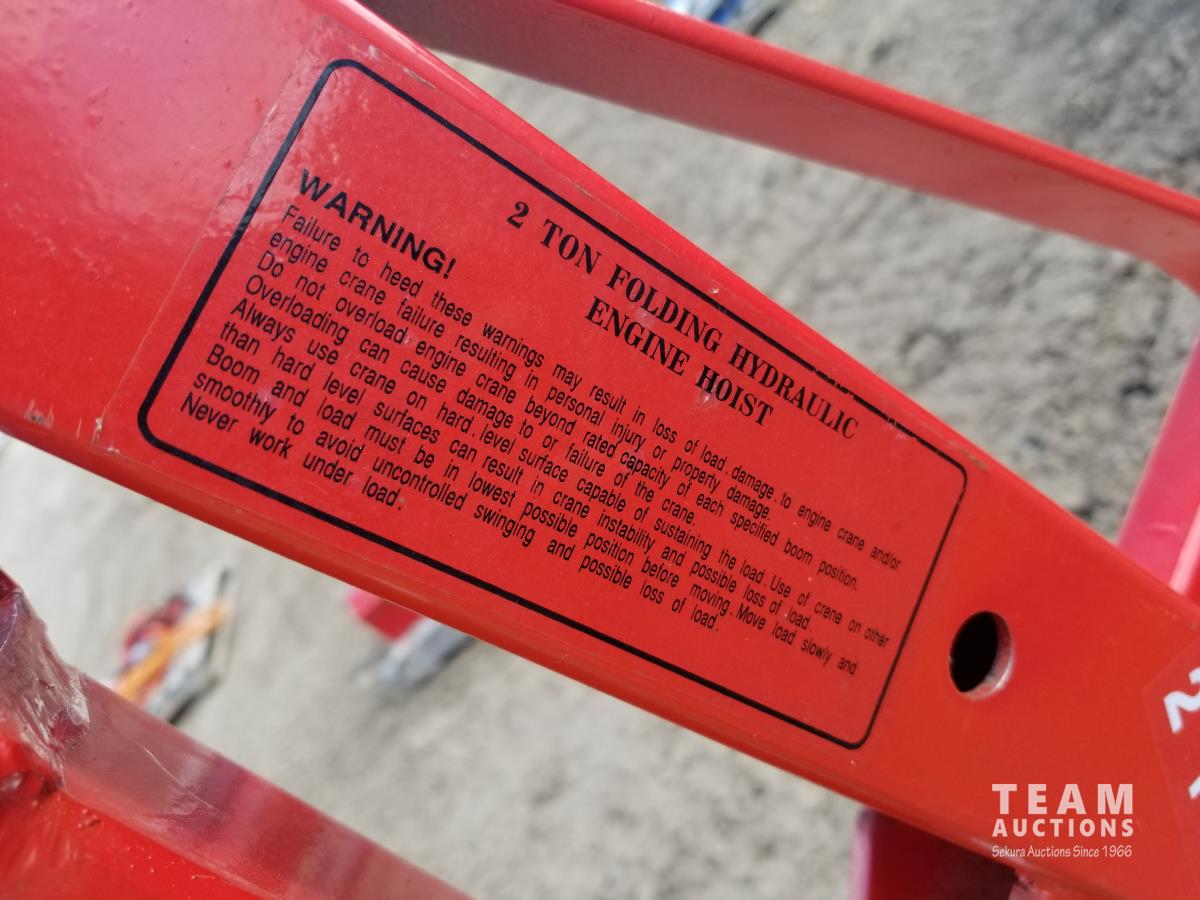 2 TON FOLDING HYDRAULIC
ENGINE HOIST
WARNING!
Failure to heed these warnings may result in loss of load. damage. to engine crane and/or
engine crane failure resulting in personal injury or property damage.
Do not overload engine crane beyond rated capacity of each specified boom position.
Overloading can cause damage to or failure of the crane.
Always use crane on hard. level surface capable of sustaining the load. Use of crene on other
than hard level surfaces can result in crane instability and possible loss of load.
Boom and load must be in lowest possible position before moving. Move load slowly and
smoothly to avoid uncontrolled swinging and possible loss of load.
Never work under load.
TEAM
AUCTIONS
Sekura Auctions Since 1966